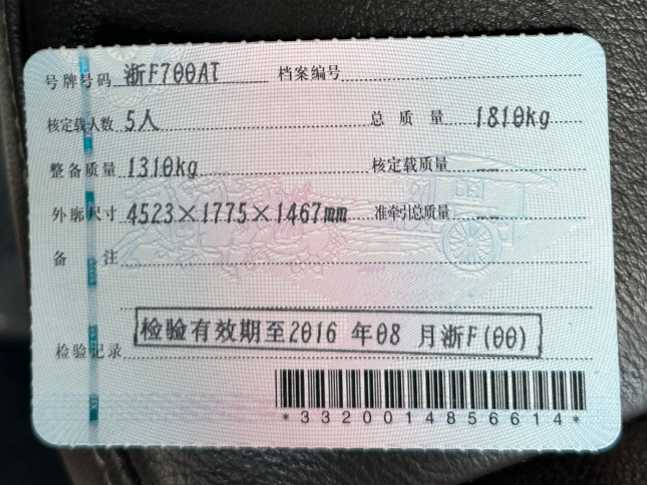 号牌号码 浙F700AT 档案编号
核定载人数 5人 总质量 1810kg
整备质量 1310kg 核定载质量 --
外廓尺寸 4523×1775×1467mm 准牵引总质量 --
备注
检验有效期至2016 年08 月浙F(00)
检验记录
*3320014856614*